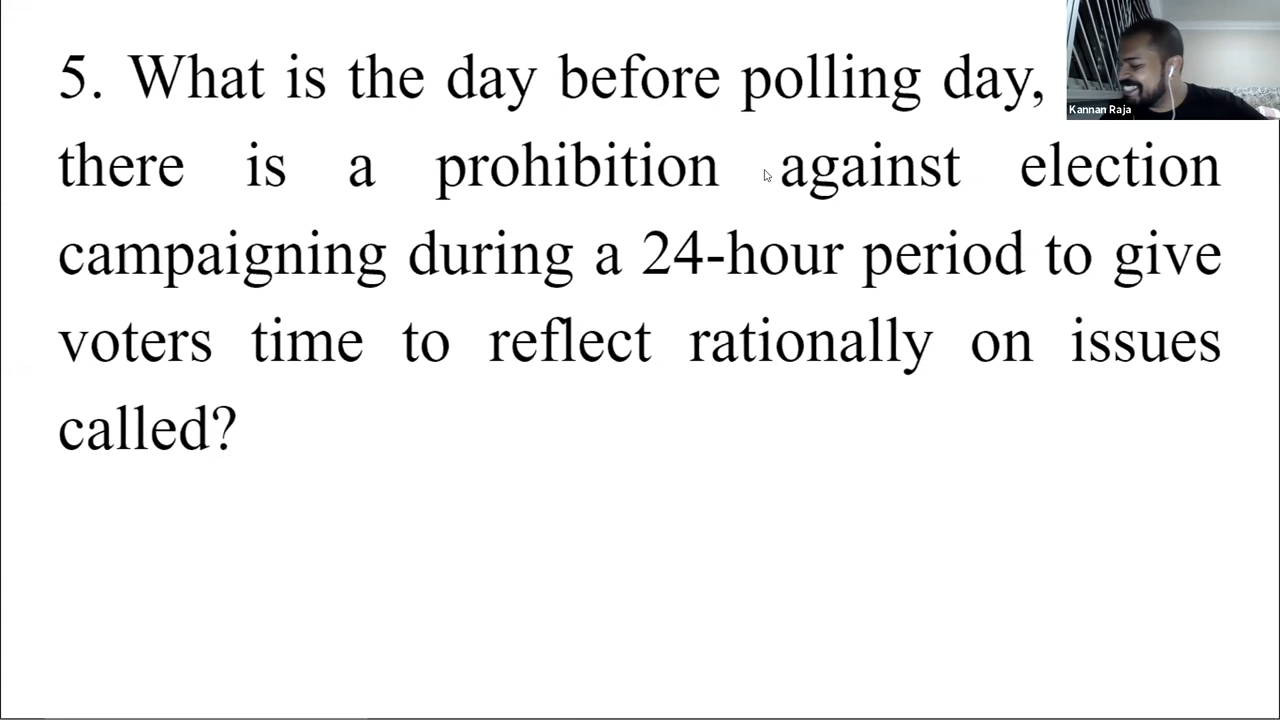 5. What is the day before polling day,
there is a prohibition against election
campaigning during a 24-hour period to give
voters time to reflect rationally on issues
called?
Kannan Raja